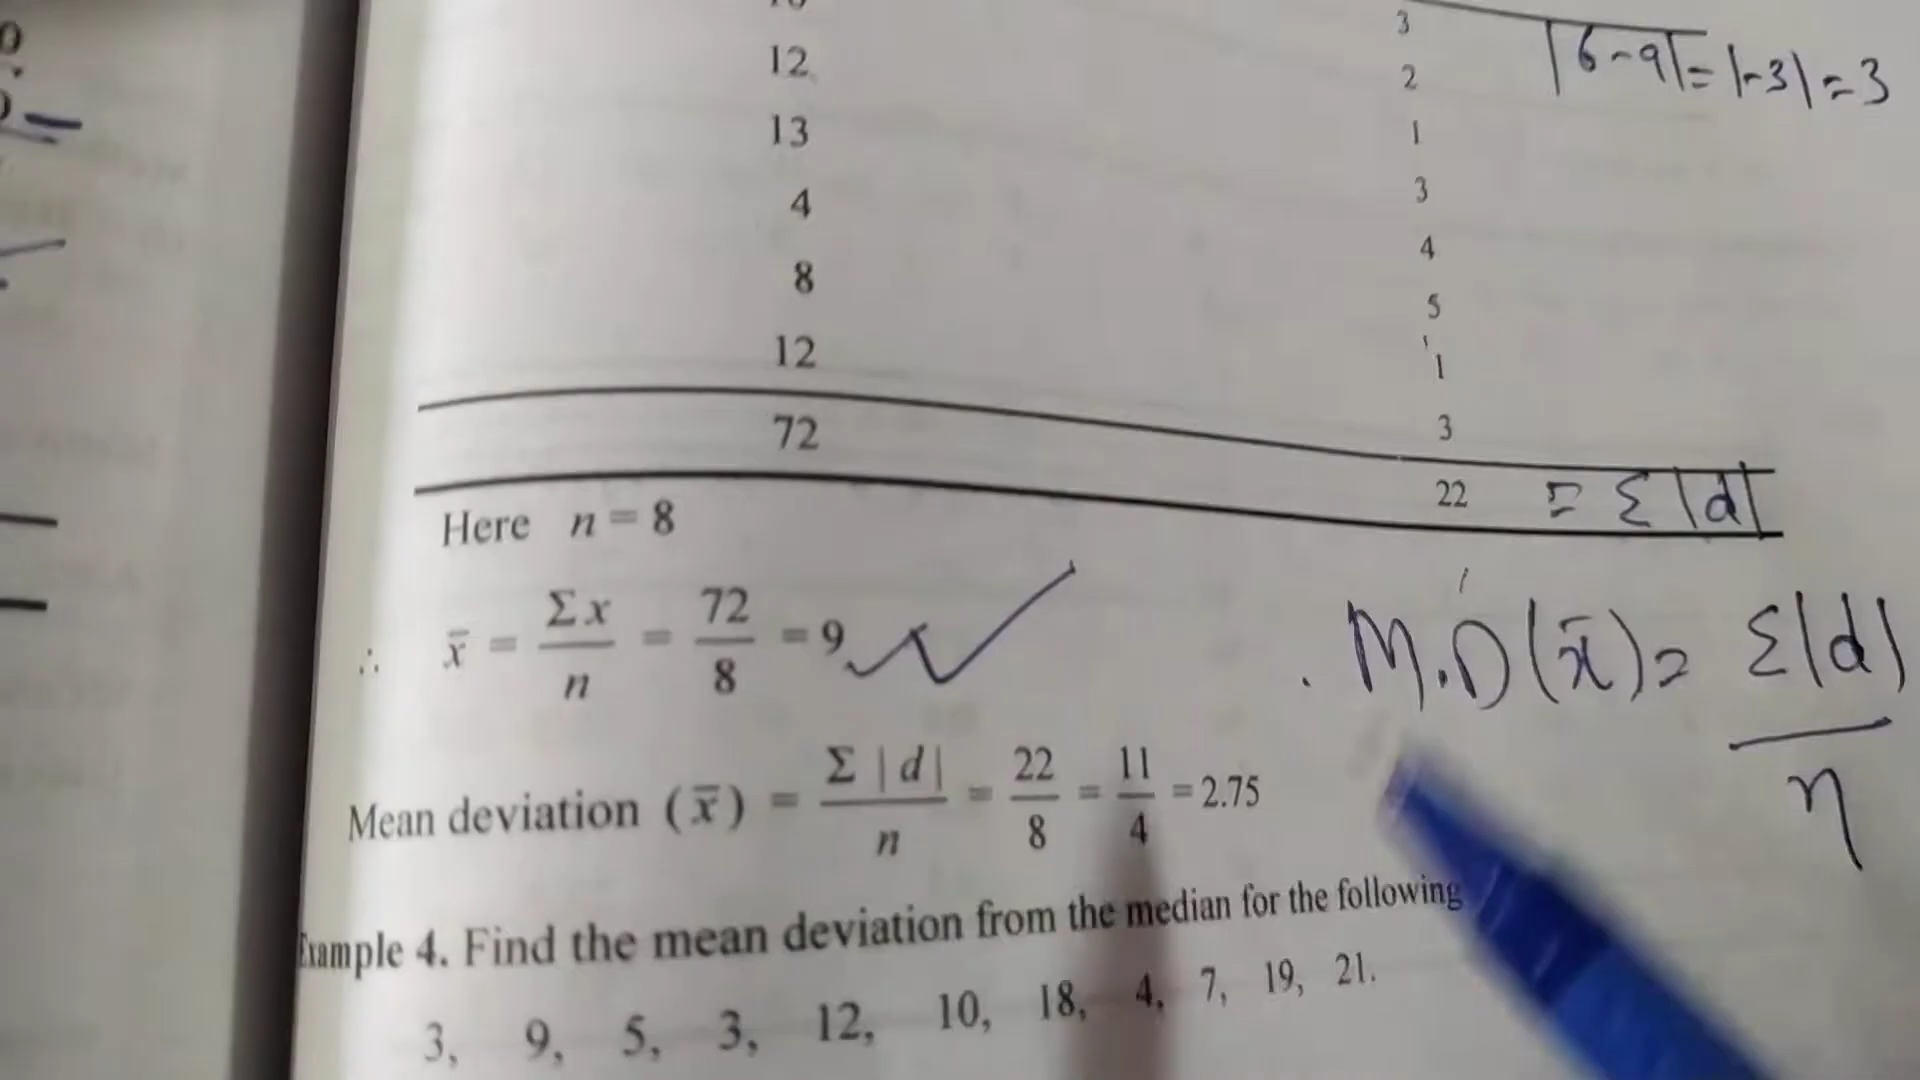 3
|6-9|=|-3|=3
12 2
13 1
4 3
8 4
5
12 1
72 3
22 = Σ|d|
Here n = 8
∴ x̄ = Σx/n = 72/8 = 9
M.D(x̄) = Σ|d|/n
Mean deviation (x̄) = Σ|d|/n = 22/8 = 11/4 = 2.75
Example 4. Find the mean deviation from the median for the following
3, 9, 5, 3, 12, 10, 18, 4, 7, 19, 21.